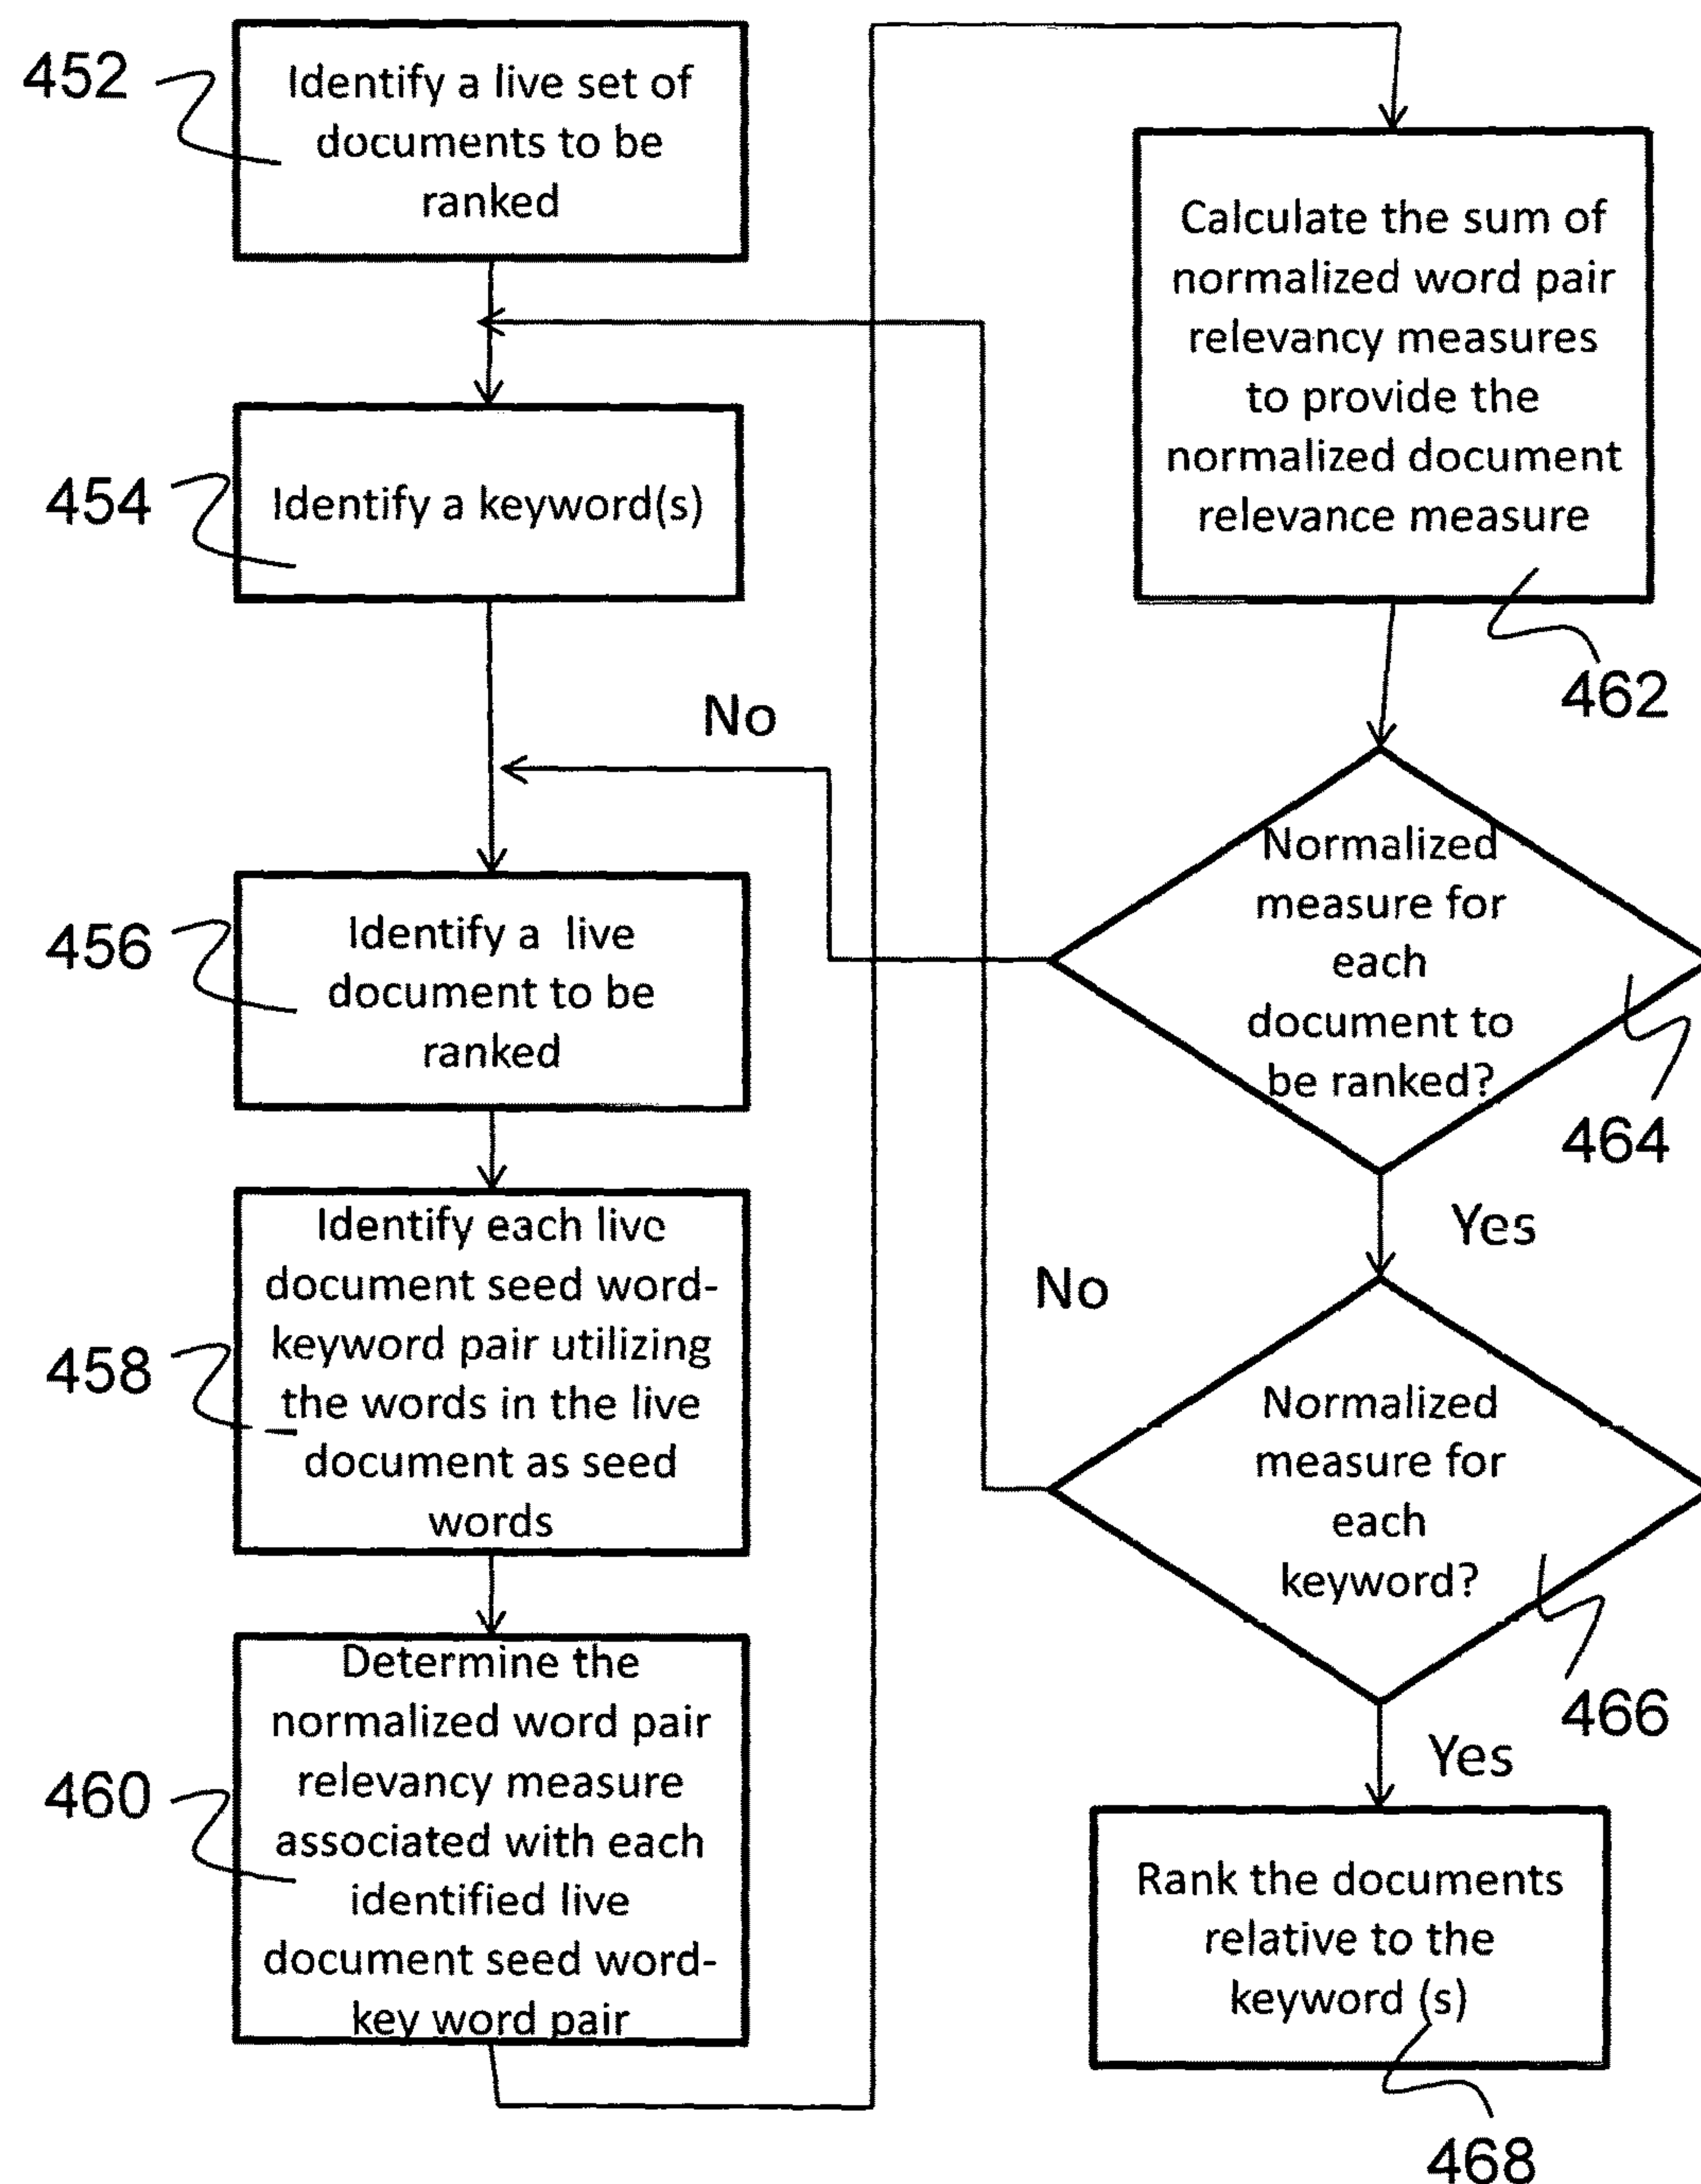 452
Identify a live set of
documents to be
ranked
454
Identify a keyword(s)
No
456
Identify a live
document to be
ranked
458
Identify each live
document seed word-
keyword pair utilizing
the words in the live
document as seed
words
460
Determine the
normalized word pair
relevancy measure
associated with each
identified live
document seed word-
key word pair
Calculate the sum of
normalized word pair
relevancy measures
to provide the
normalized document
relevance measure
462
Normalized
measure for
each
document to
be ranked?
464
Yes
No
Normalized
measure for
each
keyword?
466
Yes
Rank the documents
relative to the
keyword (s)
468